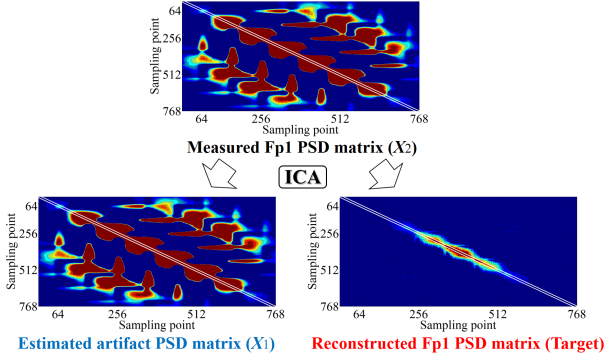 64
256
512
768
Sampling point
64 256 512 768
Sampling point
Measured Fp1 PSD matrix (X2)
ICA
64
256
512
768
Sampling point
64 256 512 768
Sampling point
Estimated artifact PSD matrix (X1)
64
256
512
768
Sampling point
64 256 512 768
Sampling point
Reconstructed Fp1 PSD matrix (Target)